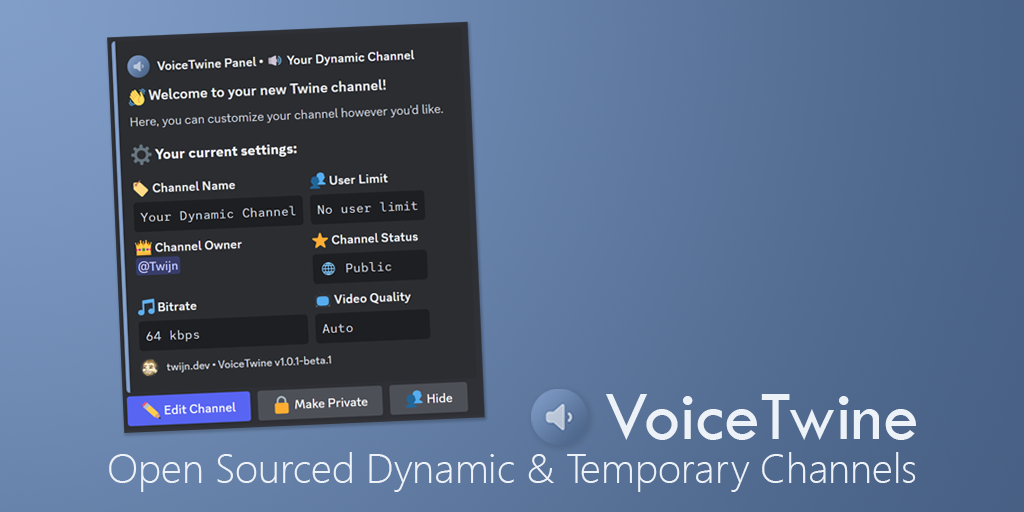 VoiceTwine Panel • 🔊 Your Dynamic Channel
👋 Welcome to your new Twine channel!
Here, you can customize your channel however you'd like.
⚙️ Your current settings:
🏷️ Channel Name
👥 User Limit
Your Dynamic Channel
No user limit
👑 Channel Owner
⭐ Channel Status
@Twijn
🌐 Public
🎵 Bitrate
📺 Video Quality
64 kbps
Auto
twijn.dev • VoiceTwine v1.0.1-beta.1
✏️ Edit Channel
🔒 Make Private
👥 Hide
VoiceTwine
Open Sourced Dynamic & Temporary Channels